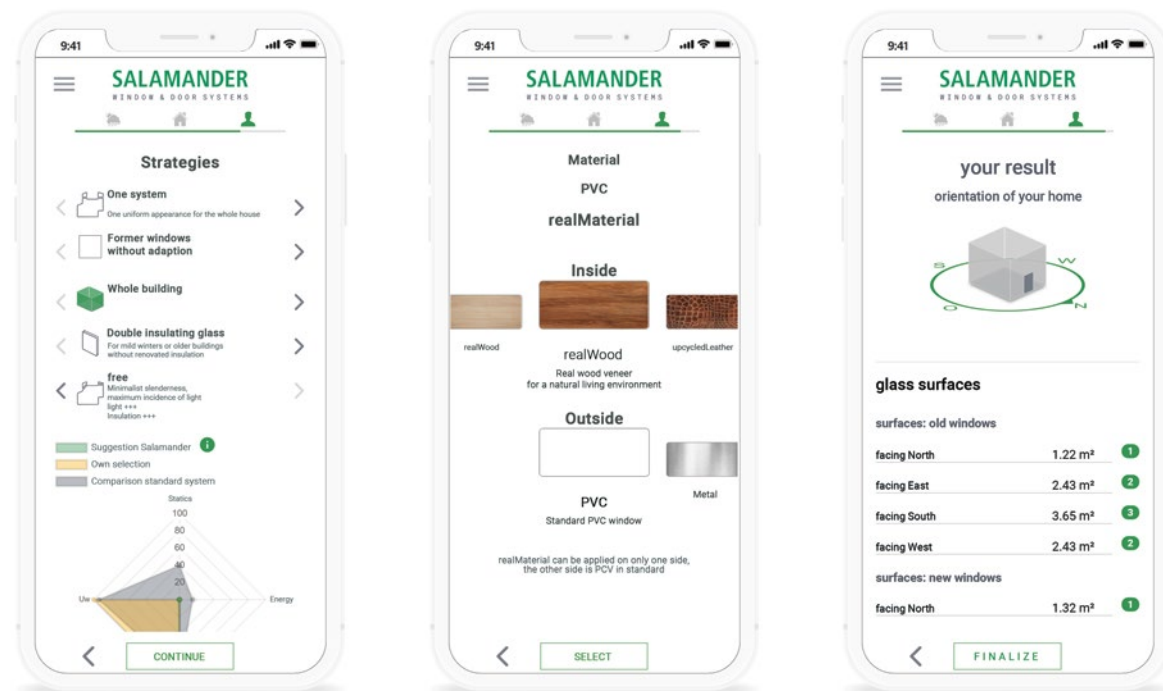 9:41
SALAMANDER
WINDOW & DOOR SYSTEMS
Strategies
One system
One uniform appearance for the whole house
Former windows
without adaption
Whole building
Double insulating glass
For mild winters or older buildings
without renovated insulation
free
Minimalist slenderness,
maximum incidence of light
light +++
Insulation +++
Suggestion Salamander
i
Own selection
Comparison standard system
Statics
100
80
60
40
20
Uw
Energy
CONTINUE
9:41
SALAMANDER
WINDOW & DOOR SYSTEMS
Material
PVC
realMaterial
Inside
realWood
realWood
upcycledLeather
Real wood veneer
for a natural living environment
Outside
PVC
Metal
Standard PVC window
realMaterial can be applied on only one side,
the other side is PCV in standard
SELECT
9:41
SALAMANDER
WINDOW & DOOR SYSTEMS
your result
orientation of your home
S
W
O
N
glass surfaces
surfaces: old windows
facing North 1.22 m² 1
facing East 2.43 m² 2
facing South 3.65 m² 3
facing West 2.43 m² 2
surfaces: new windows
facing North 1.32 m² 1
FINALIZE